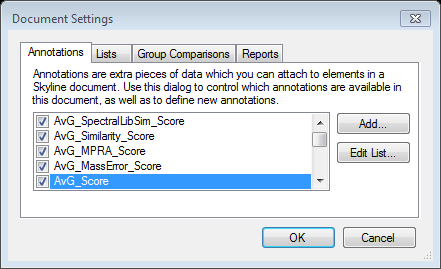 Document Settings
Annotations Lists Group Comparisons Reports
Annotations are extra pieces of data which you can attach to elements in a
Skyline document. Use this dialog to control which annotations are available in
this document, as well as to define new annotations.
AvG_SpectralLibSim_Score
Add...
AvG_Similarity_Score
AvG_MPRA_Score
Edit List...
AvG_MassError_Score
AvG_Score
OK Cancel